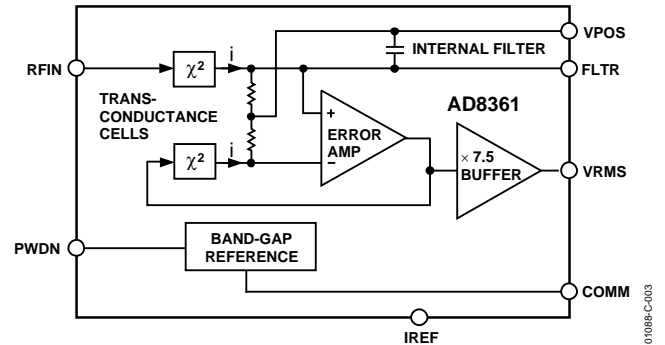 VPOS
INTERNAL FILTER
RFIN
χ²
i
FLTR
TRANS-
CONDUCTANCE
CELLS
AD8361
+
ERROR
AMP
−
χ²
i
× 7.5
BUFFER
VRMS
BAND-GAP
REFERENCE
PWDN
COMM
IREF
01088-C-003